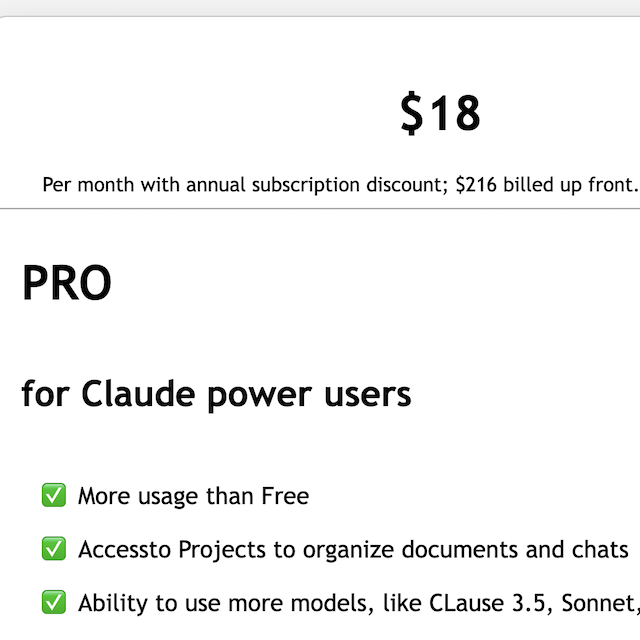 $18
Per month with annual subscription discount; $216 billed up front.
PRO
for Claude power users
✅ More usage than Free
✅ Accessto Projects to organize documents and chats
✅ Ability to use more models, like CLause 3.5, Sonnet,